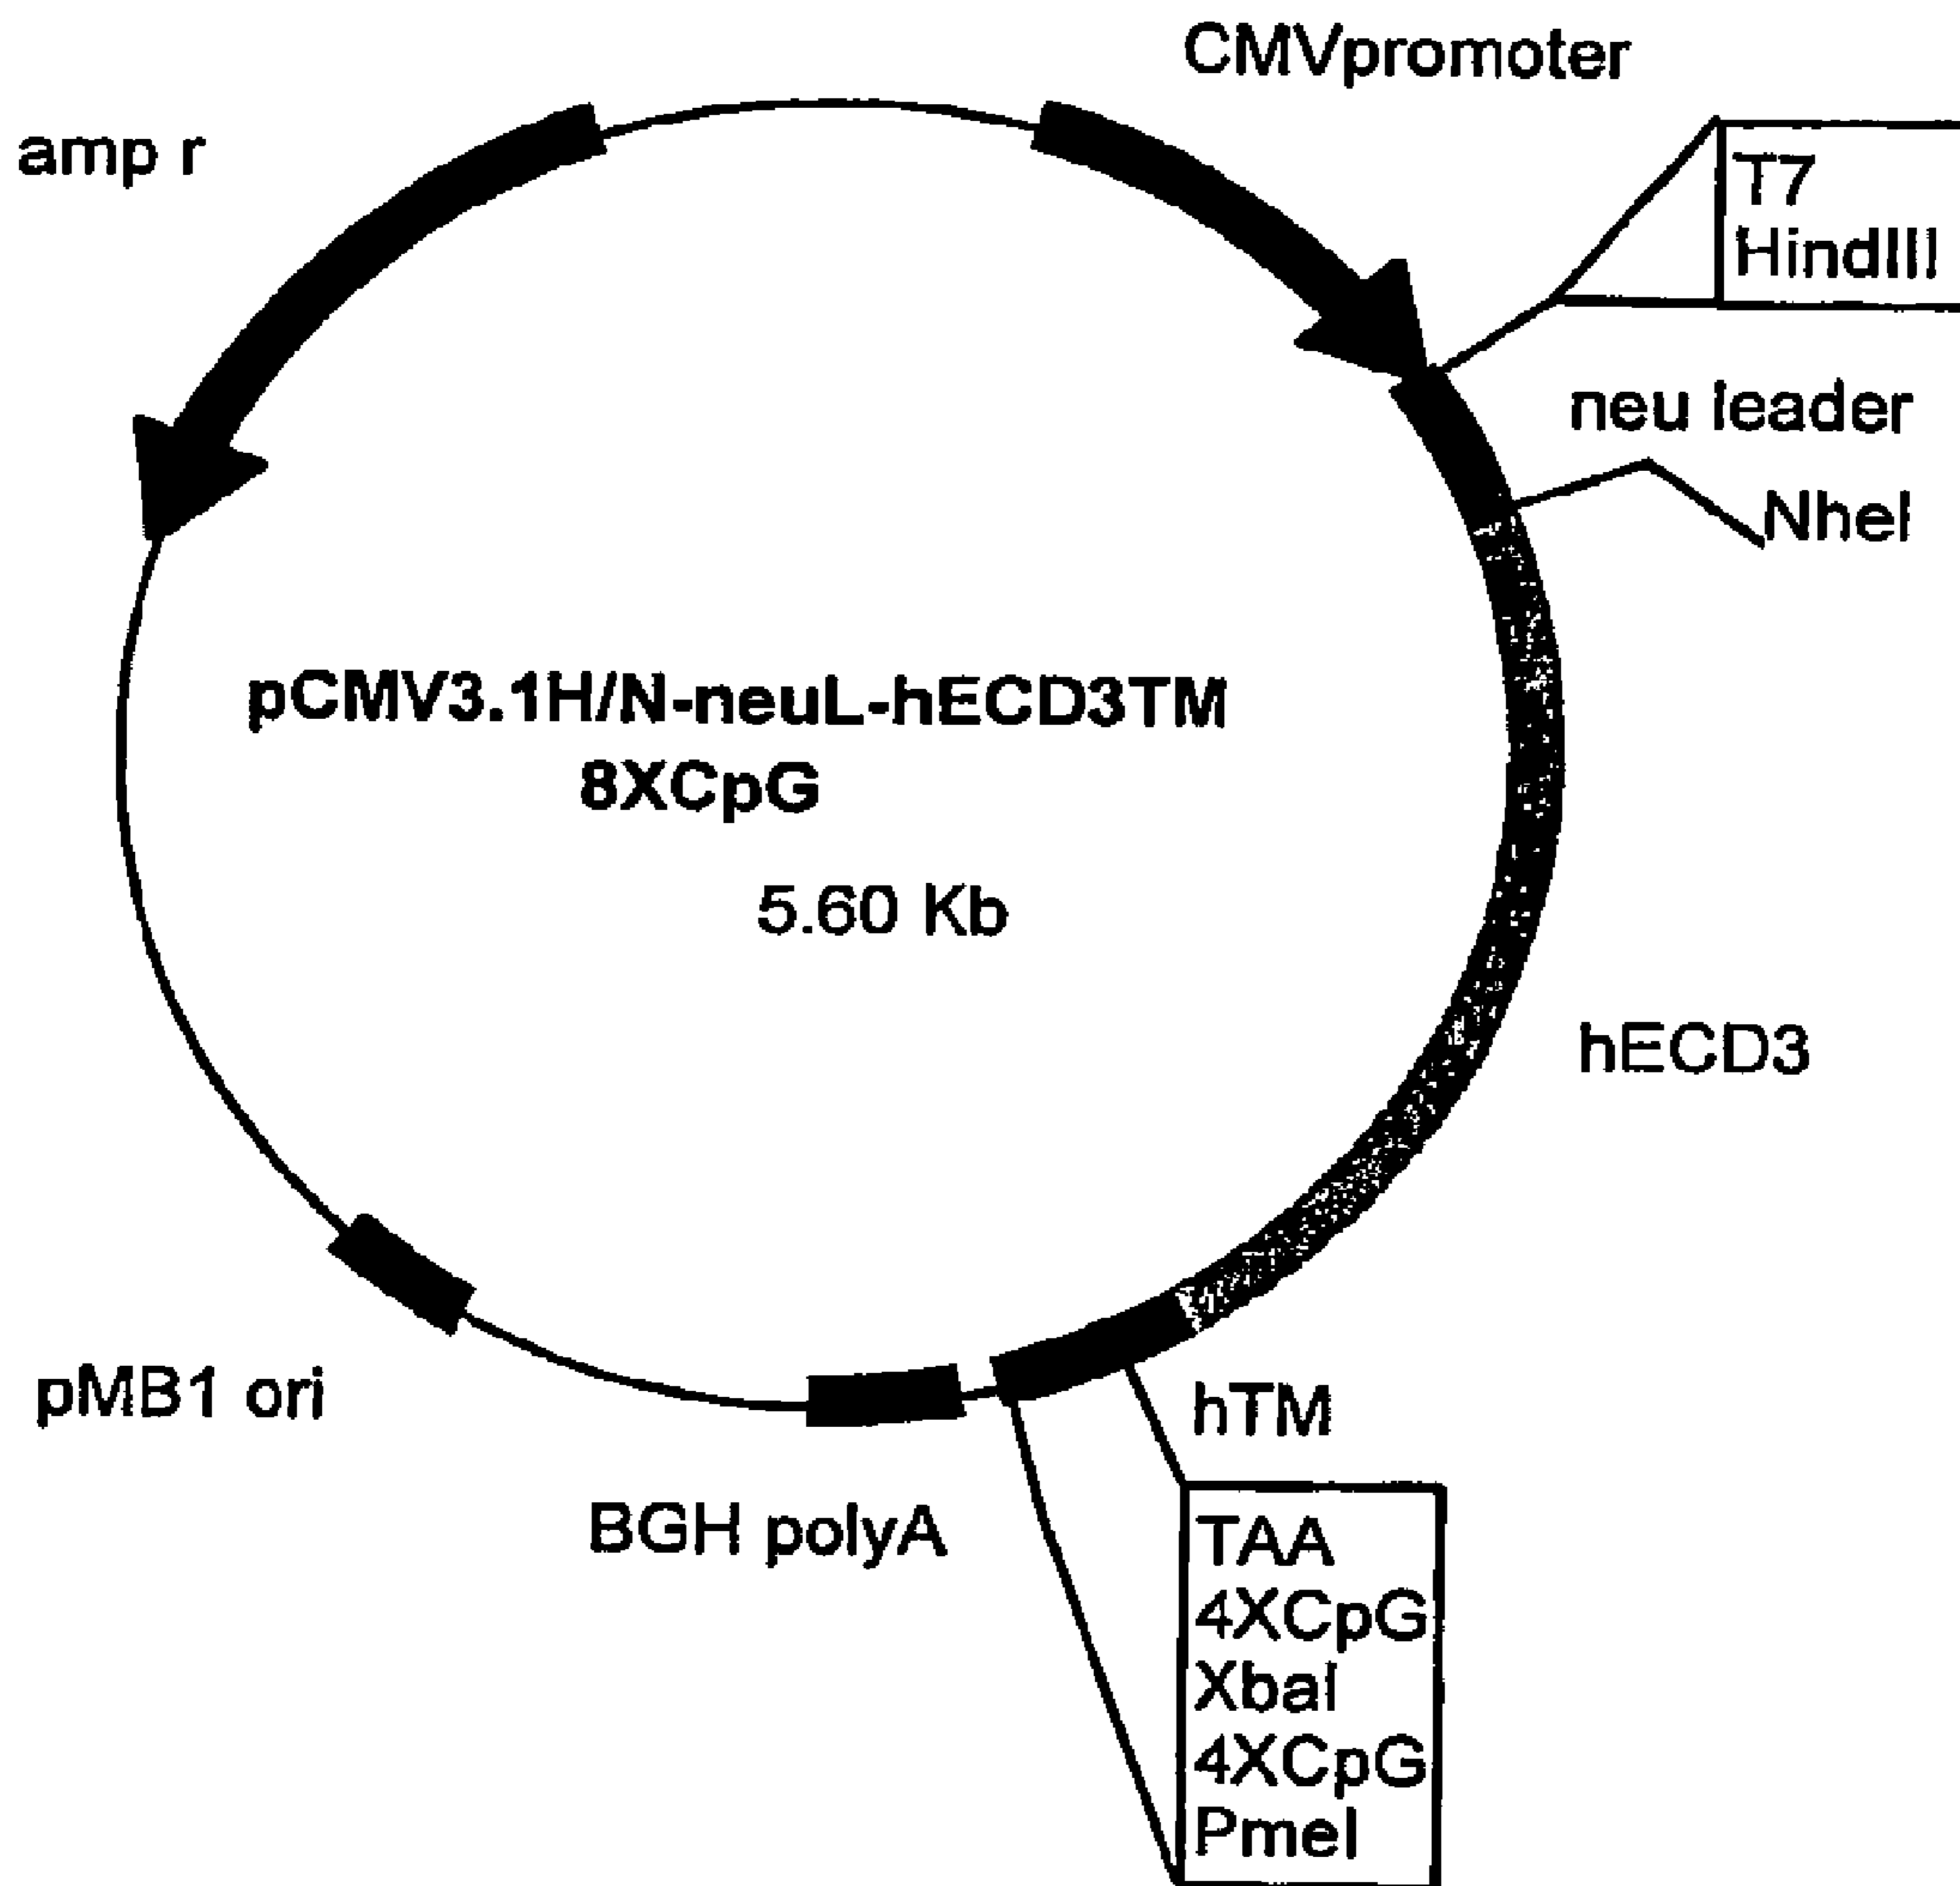 CMVpromoter
amp r
T7
HindIII
neu leader
NheI
pCMV3.1H/N-neuL-hECD3TM
8XCpG
5.60 Kb
hECD3
pMB1 ori
hTM
BGH polyA
TAA
4XCpG
XbaI
4XCpG
PmeI